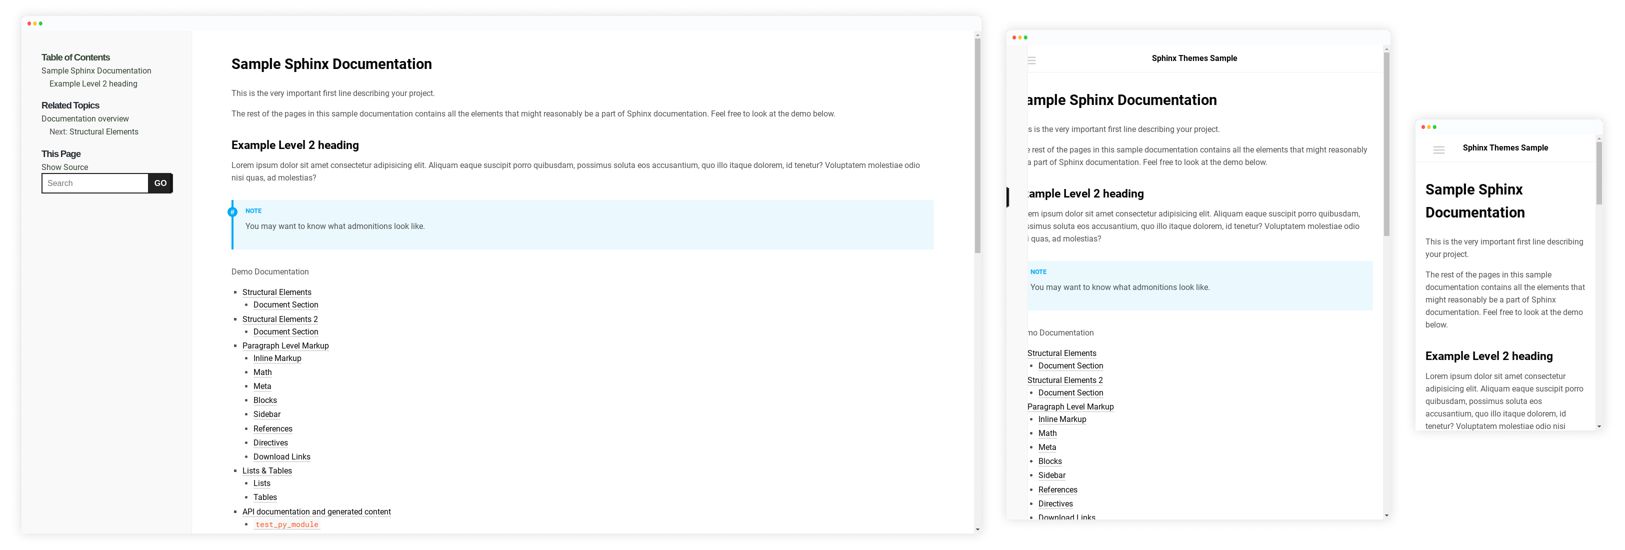 Table of Contents
Sample Sphinx Documentation
Example Level 2 heading
Related Topics
Documentation overview
Next: Structural Elements
This Page
Show Source
Search GO
Sample Sphinx Documentation
This is the very important first line describing your project.
The rest of the pages in this sample documentation contains all the elements that might reasonably be a part of Sphinx documentation. Feel free to look at the demo below.
Example Level 2 heading
Lorem ipsum dolor sit amet consectetur adipisicing elit. Aliquam eaque suscipit porro quibusdam, possimus soluta eos accusantium, quo illo itaque dolorem, id tenetur? Voluptatem molestiae odio
nisi quas, ad molestias?
#
NOTE
You may want to know what admonitions look like.
Demo Documentation
Structural Elements
Document Section
Structural Elements 2
Document Section
Paragraph Level Markup
Inline Markup
Math
Meta
Blocks
Sidebar
References
Directives
Download Links
Lists & Tables
Lists
Tables
API documentation and generated content
test_py_module
Sphinx Themes Sample
ample Sphinx Documentation
s is the very important first line describing your project.
e rest of the pages in this sample documentation contains all the elements that might reasonably
a part of Sphinx documentation. Feel free to look at the demo below.
xample Level 2 heading
em ipsum dolor sit amet consectetur adipisicing elit. Aliquam eaque suscipit porro quibusdam,
ssimus soluta eos accusantium, quo illo itaque dolorem, id tenetur? Voluptatem molestiae odio
i quas, ad molestias?
NOTE
You may want to know what admonitions look like.
mo Documentation
Structural Elements
Document Section
Structural Elements 2
Document Section
Paragraph Level Markup
Inline Markup
Math
Meta
Blocks
Sidebar
References
Directives
Download Links
Sphinx Themes Sample
Sample Sphinx
Documentation
This is the very important first line describing
your project.
The rest of the pages in this sample
documentation contains all the elements that
might reasonably be a part of Sphinx
documentation. Feel free to look at the demo
below.
Example Level 2 heading
Lorem ipsum dolor sit amet consectetur
adipisicing elit. Aliquam eaque suscipit porro
quibusdam, possimus soluta eos
accusantium, quo illo itaque dolorem, id
tenetur? Voluptatem molestiae odio nisi